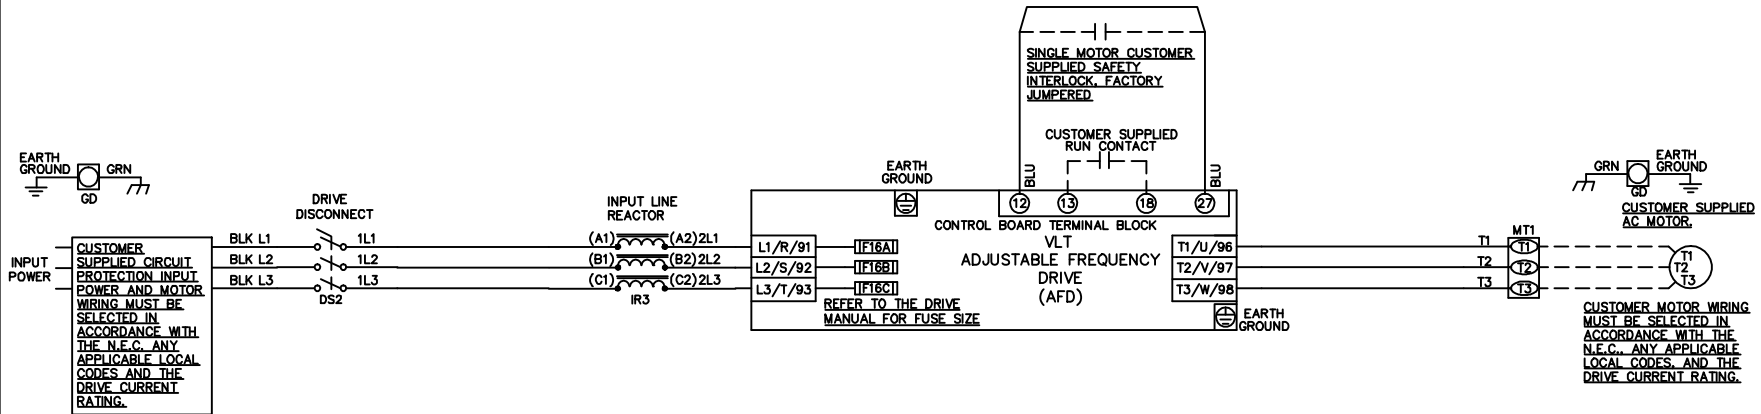 SINGLE MOTOR CUSTOMER
SUPPLIED SAFETY
INTERLOCK, FACTORY
JUMPERED
CUSTOMER SUPPLIED
RUN CONTACT
BLU
BLU
EARTH
GROUND
GRN
GD
DRIVE
DISCONNECT
INPUT LINE
REACTOR
EARTH
GROUND
12
13
18
27
CONTROL BOARD TERMINAL BLOCK
VLT
ADJUSTABLE FREQUENCY
DRIVE
(AFD)
GRN
EARTH
GROUND
GD
CUSTOMER SUPPLIED
AC MOTOR.
INPUT
POWER
CUSTOMER
SUPPLIED CIRCUIT
PROTECTION INPUT
POWER AND MOTOR
WIRING MUST BE
SELECTED IN
ACCORDANCE WITH
THE N.E.C. ANY
APPLICABLE LOCAL
CODES AND THE
DRIVE CURRENT
RATING.
BLK L1
1L1
(A1)
(A2) 2L1
L1/R/91
F16A
BLK L2
1L2
(B1)
(B2) 2L2
L2/S/92
F16B
BLK L3
1L3
(C1)
(C2) 2L3
L3/T/93
F16C
DS2
IR3
REFER TO THE DRIVE
MANUAL FOR FUSE SIZE
T1/U/96
T2/V/97
T3/W/98
EARTH
GROUND
MT1
T1
T1
T2
T2
T3
T3
T1
T2
T3
CUSTOMER MOTOR WIRING
MUST BE SELECTED IN
ACCORDANCE WITH THE
N.E.C., ANY APPLICABLE
LOCAL CODES, AND THE
DRIVE CURRENT RATING.